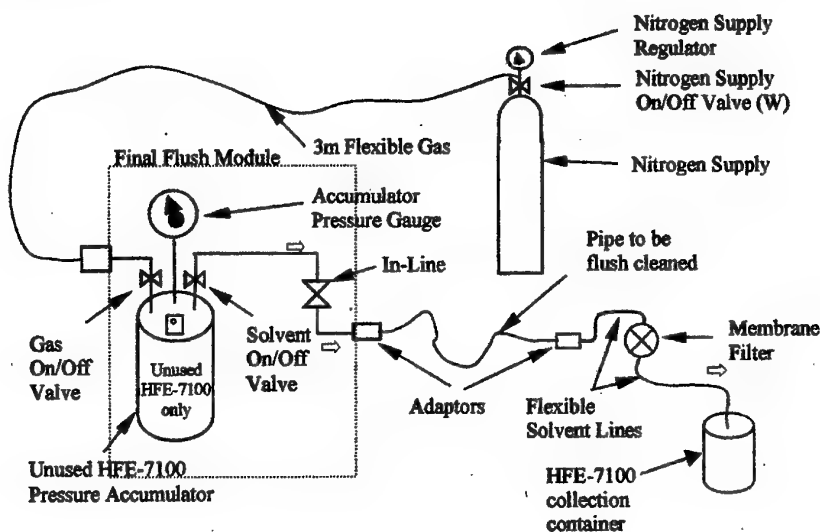 Nitrogen Supply
Regulator
Nitrogen Supply
On/Off Valve (W)
3m Flexible Gas
Nitrogen Supply
Final Flush Module
Accumulator
Pressure Gauge
In-Line
Pipe to be
flush cleaned
Gas
On/Off
Valve
Unused
HFE-7100
only
Solvent
On/Off
Valve
Adaptors
Flexible
Solvent Lines
Membrane
Filter
Unused HFE-7100
Pressure Accumulator
HFE-7100
collection
container